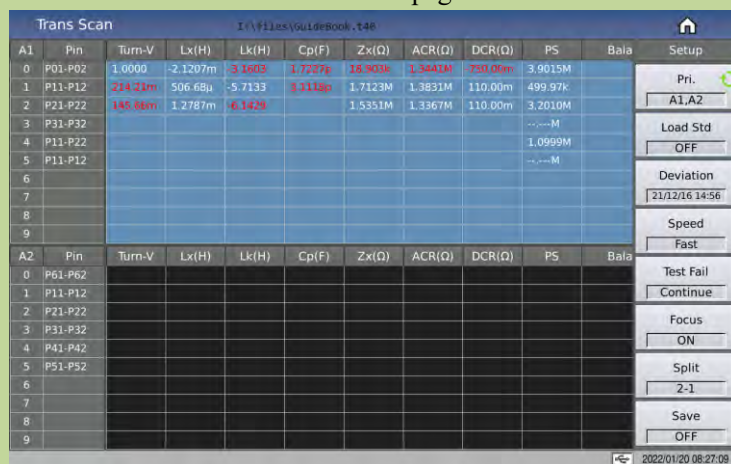 page
Trans Scan I:\files\GuideBook.t46
A1 Pin Turn-V Lx(H) Lk(H) Cp(F) Zx(Ω) ACR(Ω) DCR(Ω) PS Bala Setup
0 P01-P02 1.0000 -2.1207m -3.1603 1.7227p 18.903k 1.3441M -750.00m 3.9015M
1 P11-P12 214.21m 506.68μ -5.7133 1.7123M 1.3831M 110.00m 499.97k
2 P21-P22 1.2787m -6.1429 1.5351M 1.3367M 110.00m 3.2010M
3 P31-P32 --.---M
4 P11-P22 1.0999M
5 P11-P12 --.---M
6
7
8
9
A2 Pin Turn-V Lx(H) Lk(H) Cp(F) Zx(Ω) ACR(Ω) DCR(Ω) PS Bala
0 P61-P62
1 P11-P12
2 P21-P22
3 P31-P32
4 P41-P42
5 P51-P52
6
7
8
9
Pri.
A1,A2
Load Std
OFF
Deviation
21/12/16 14:56
Speed
Fast
Test Fail
Continue
Focus
ON
Split
2-1
Save
OFF
2022/01/20 08:27:09